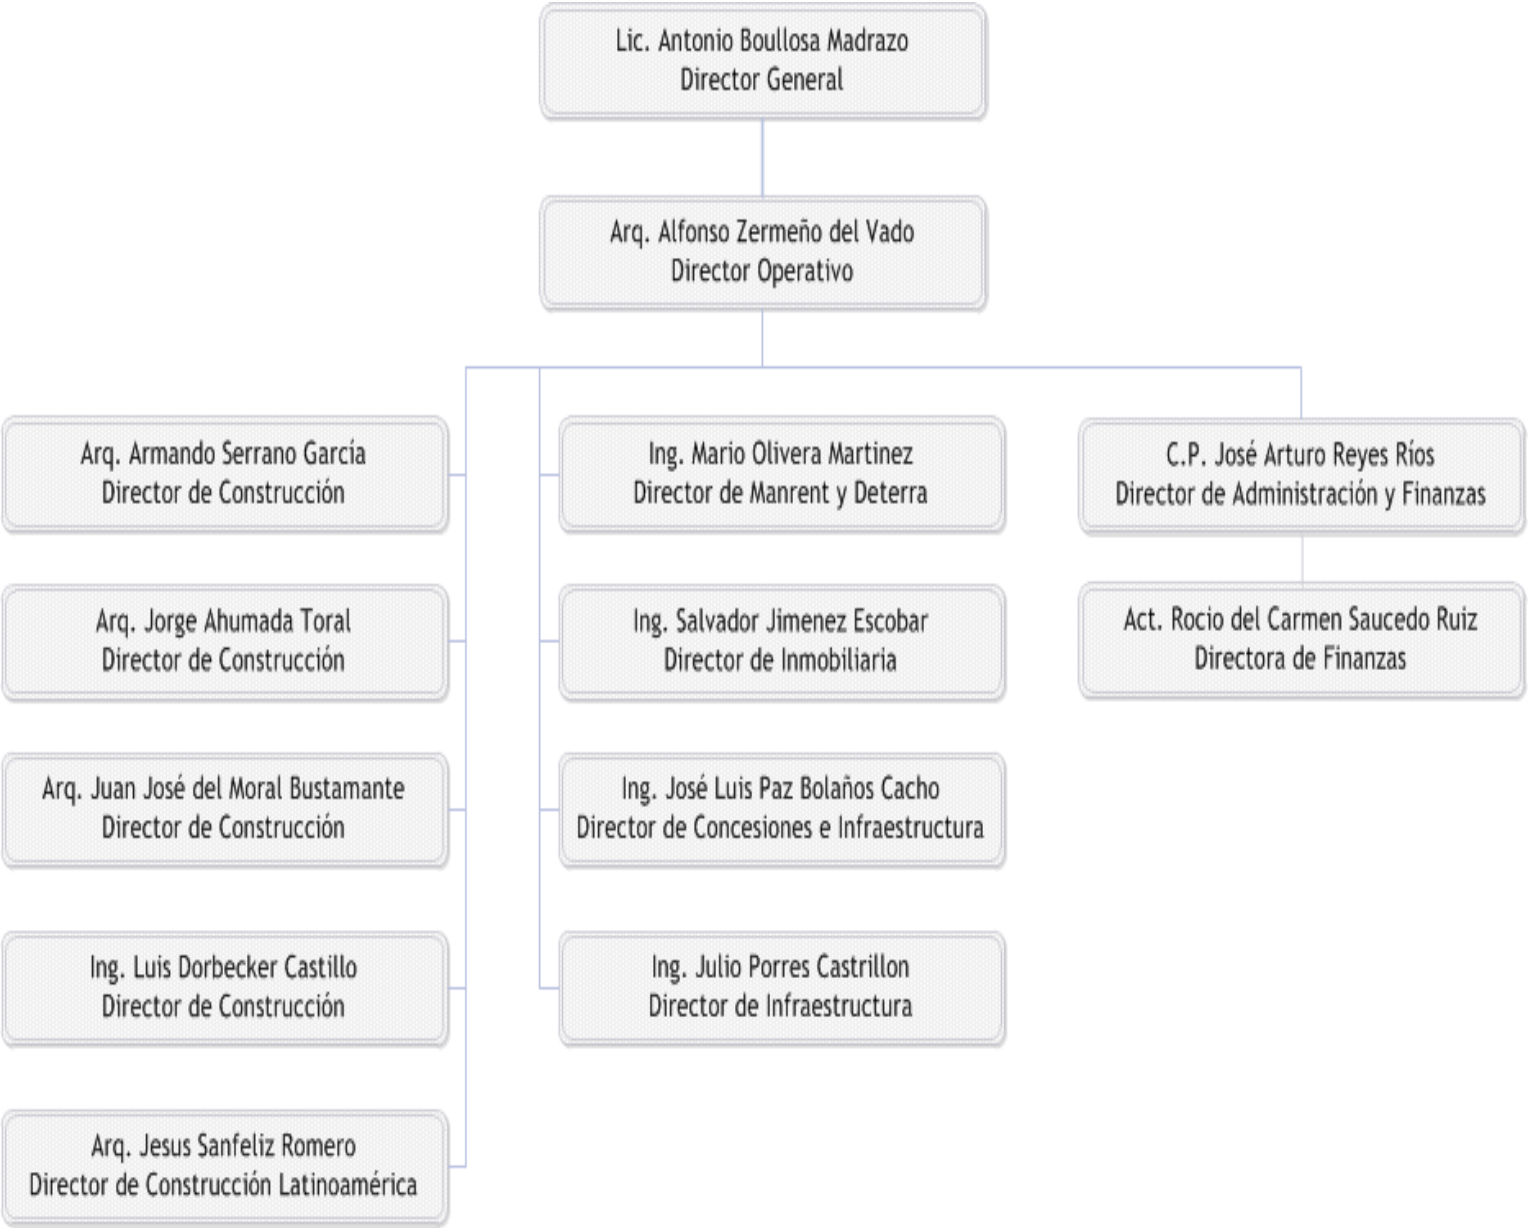 Lic. Antonio Boullosa Madrazo
Director General
Arq. Alfonso Zermeño del Vado
Director Operativo
Arq. Armando Serrano García
Director de Construcción
Arq. Jorge Ahumada Toral
Director de Construcción
Arq. Juan José del Moral Bustamante
Director de Construcción
Ing. Luis Dorbecker Castillo
Director de Construcción
Arq. Jesus Sanfeliz Romero
Director de Construcción Latinoamérica
Ing. Mario Olivera Martinez
Director de Manrent y Deterra
Ing. Salvador Jimenez Escobar
Director de Inmobiliaria
Ing. José Luis Paz Bolaños Cacho
Director de Concesiones e Infraestructura
Ing. Julio Porres Castrillon
Director de Infraestructura
C.P. José Arturo Reyes Ríos
Director de Administración y Finanzas
Act. Rocio del Carmen Saucedo Ruiz
Directora de Finanzas